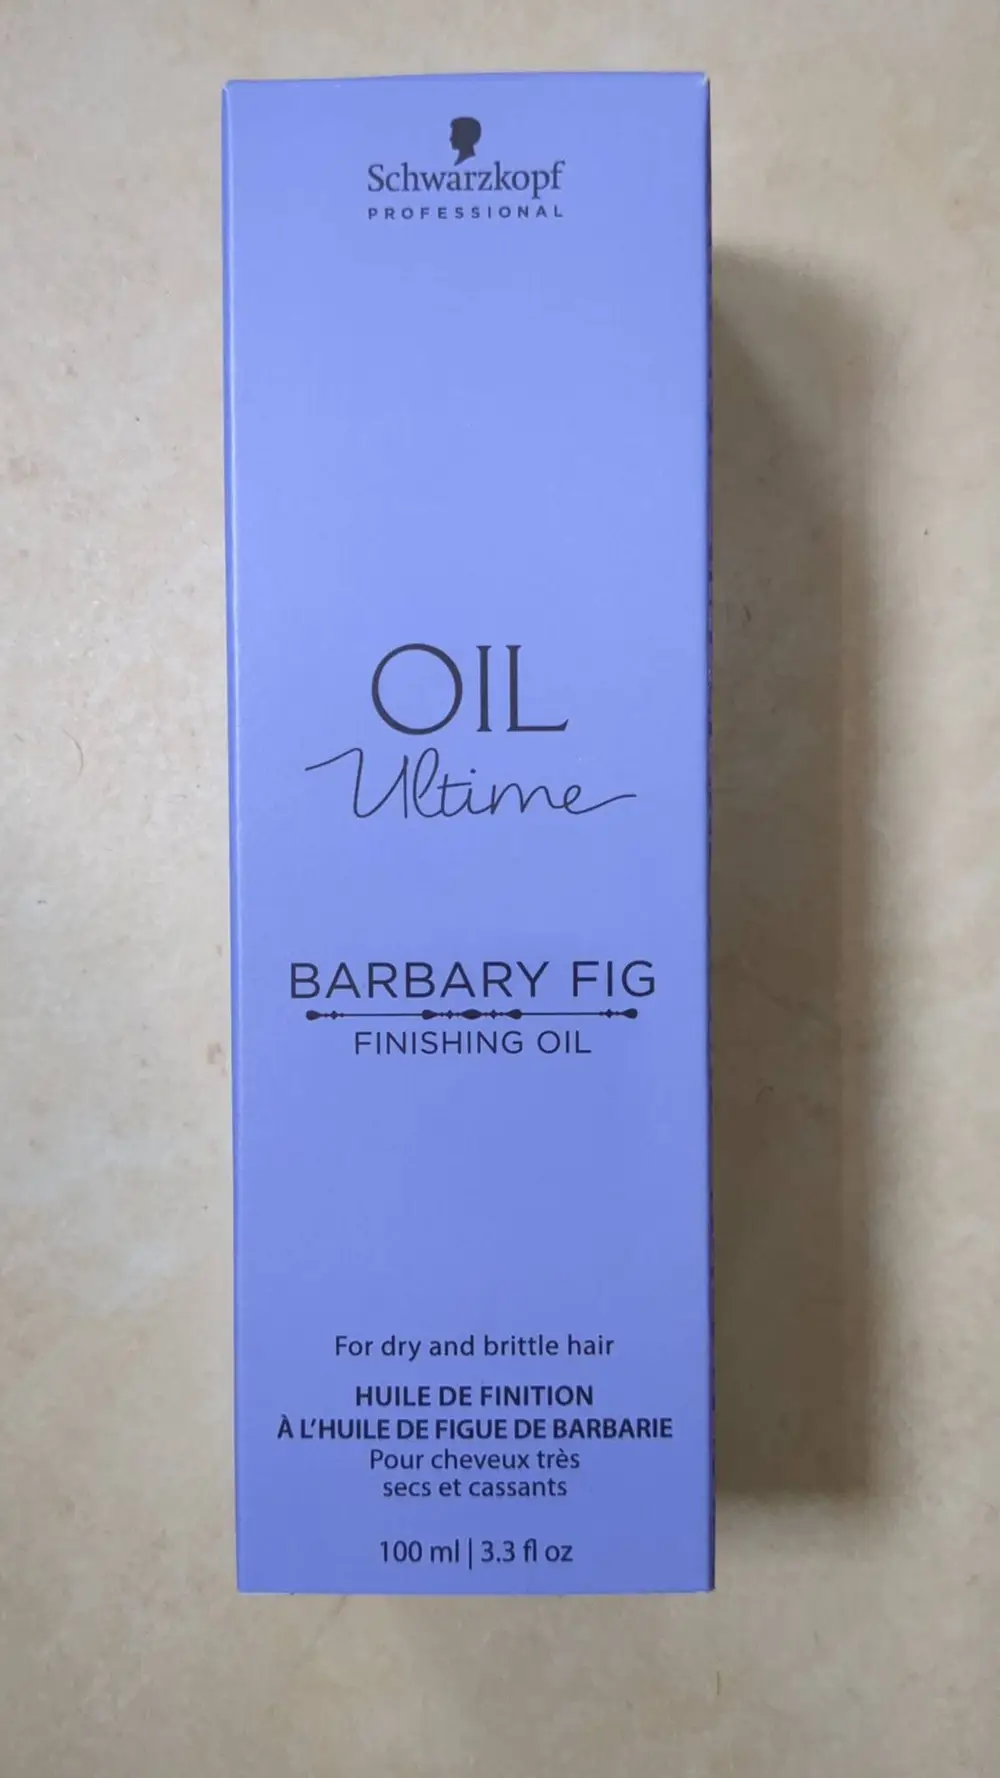 Schwarzkopf
PROFESSIONAL
OIL
Ultime
BARBARY FIG
FINISHING OIL
For dry and brittle hair
HUILE DE FINITION
À L'HUILE DE FIGUE DE BARBARIE
Pour cheveux très
secs et cassants
100 ml | 3.3 fl oz